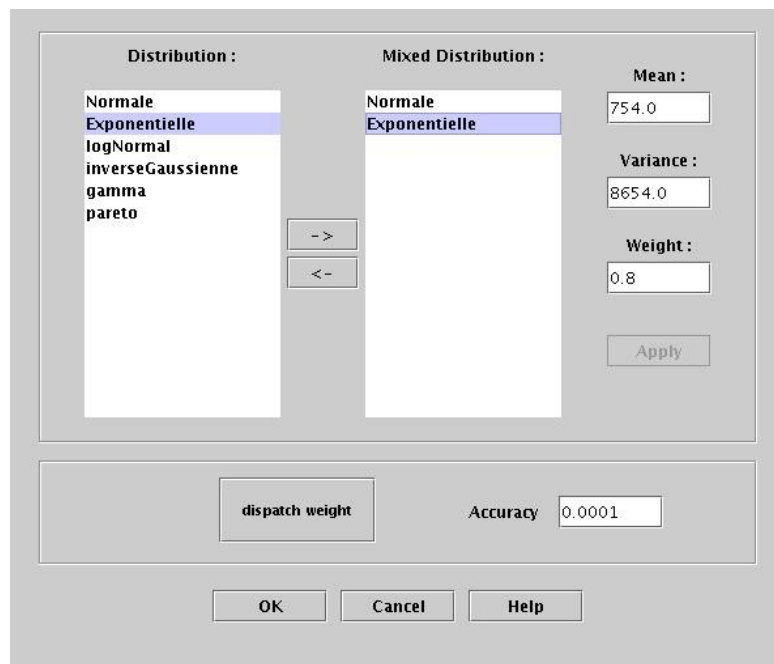 Distribution :
Normale
Exponentielle
logNormal
inverseGaussienne
gamma
pareto
->
<-
Mixed Distribution :
Normale
Exponentielle
Mean :
754.0
Variance :
8654.0
Weight :
0.8
Apply
dispatch weight
Accuracy
0.0001
OK
Cancel
Help